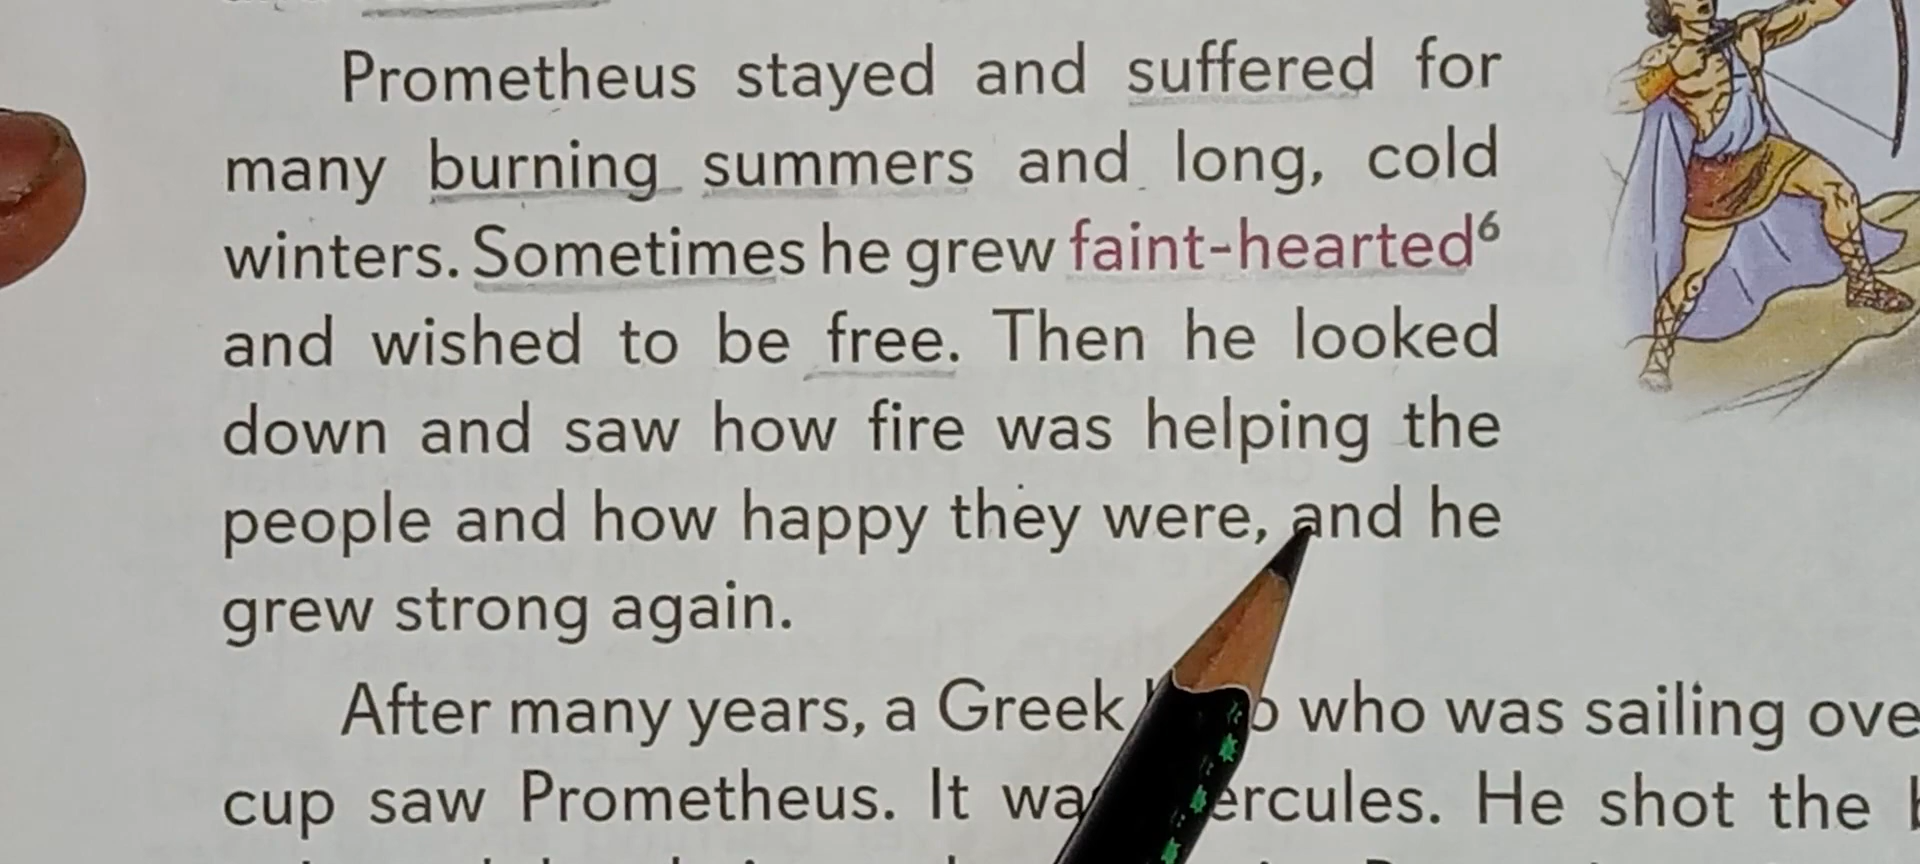 Prometheus stayed and suffered for
many burning summers and long, cold
winters. Sometimes he grew faint-hearted⁶
and wished to be free. Then he looked
down and saw how fire was helping the
people and how happy they were, and he
grew strong again.
After many years, a Greek who was sailing
cup saw Prometheus. It He shot the